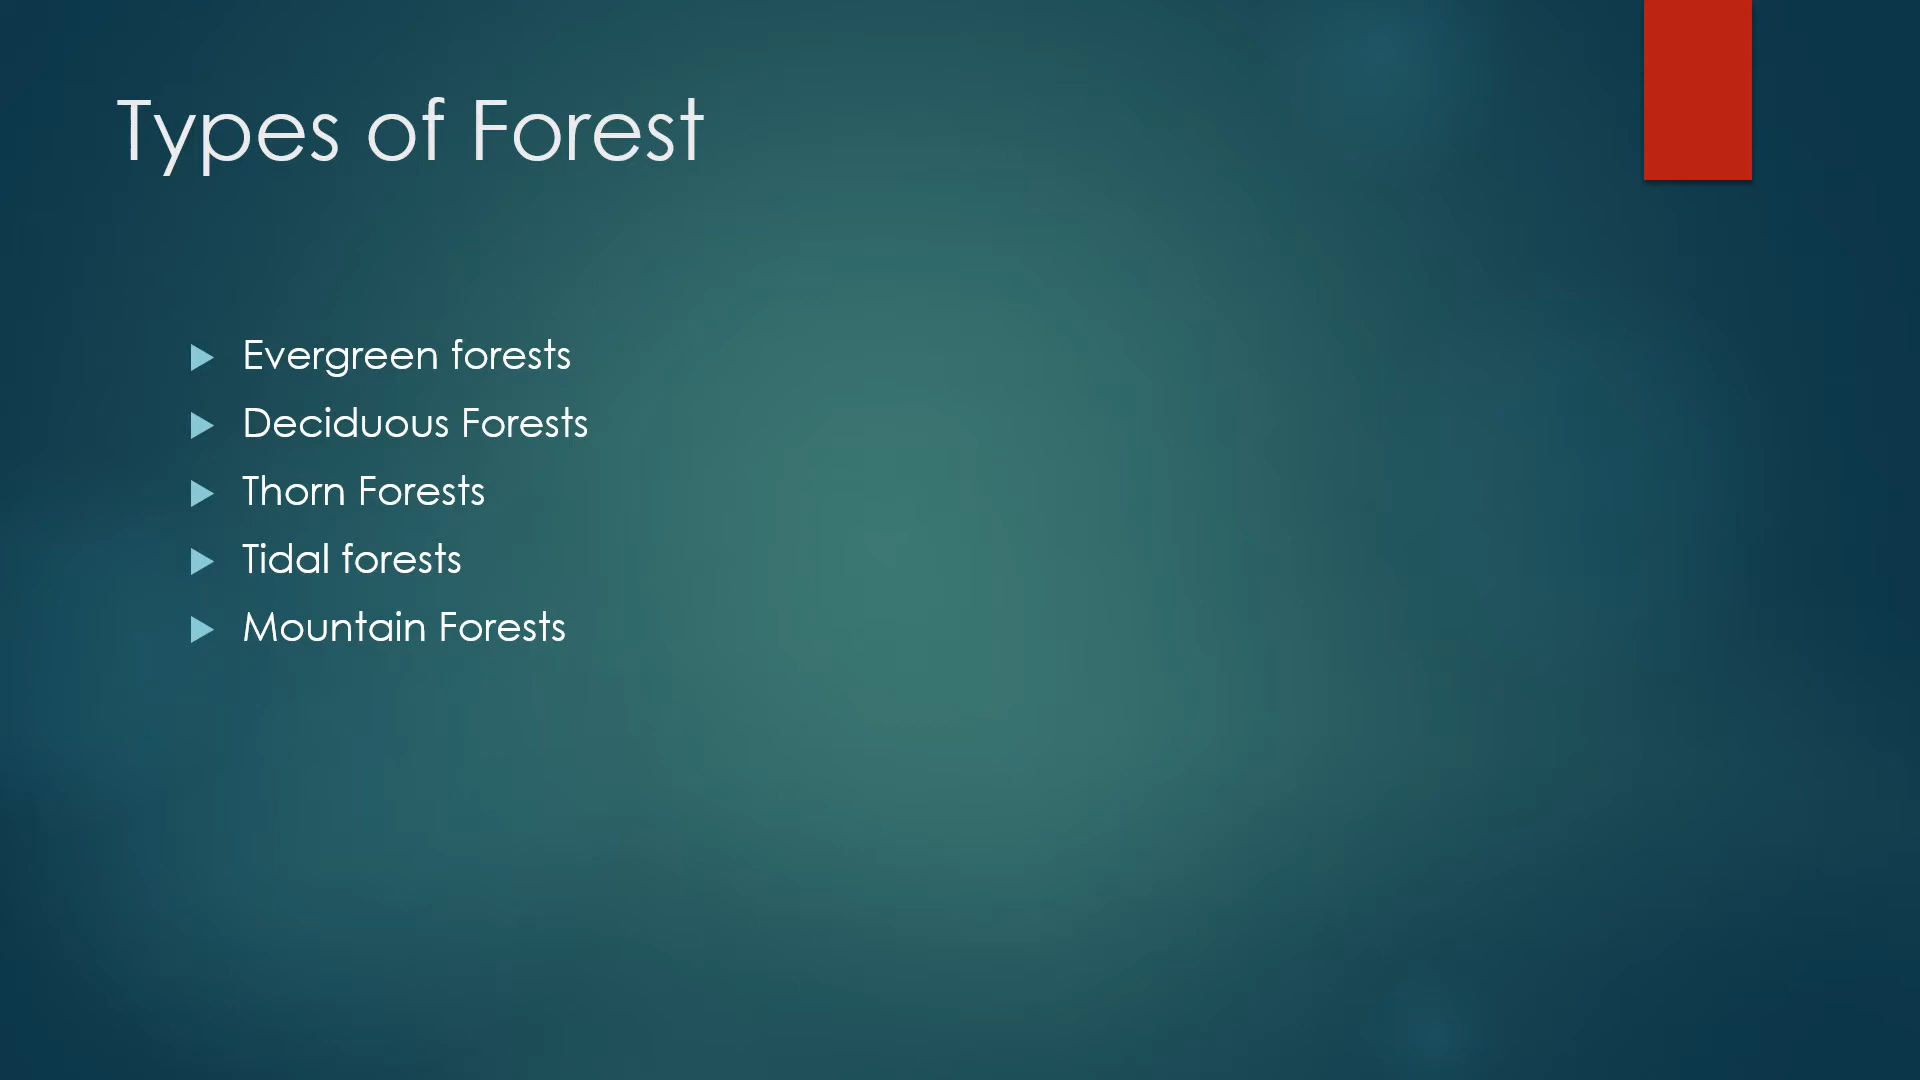 Types of Forest
Evergreen forests
Deciduous Forests
Thorn Forests
Tidal forests
Mountain Forests